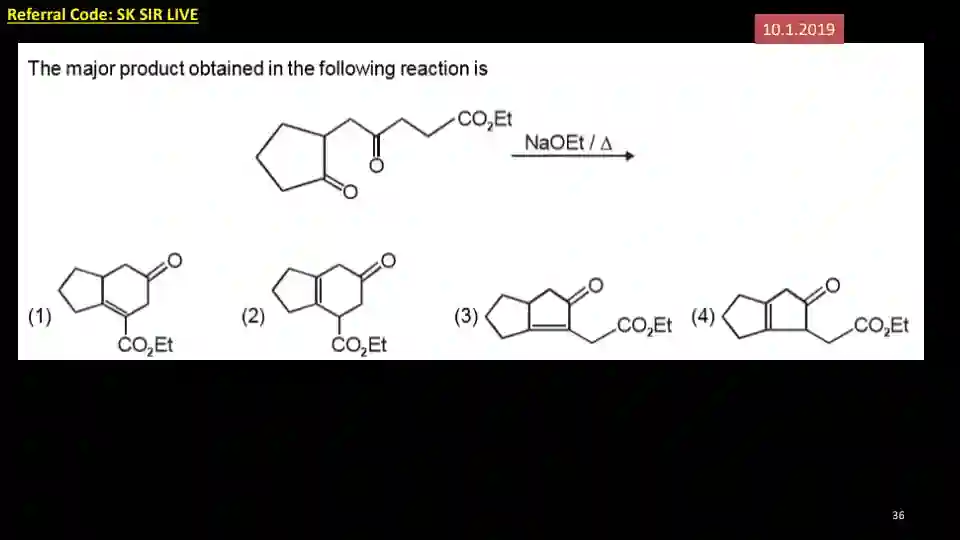 Referral Code: SK SIR LIVE
10.1.2019
The major product obtained in the following reaction is
CO₂Et
NaOEt / Δ
O
O
(1)
O
CO₂Et
(2)
O
CO₂Et
(3)
O
CO₂Et
(4)
O
CO₂Et
36